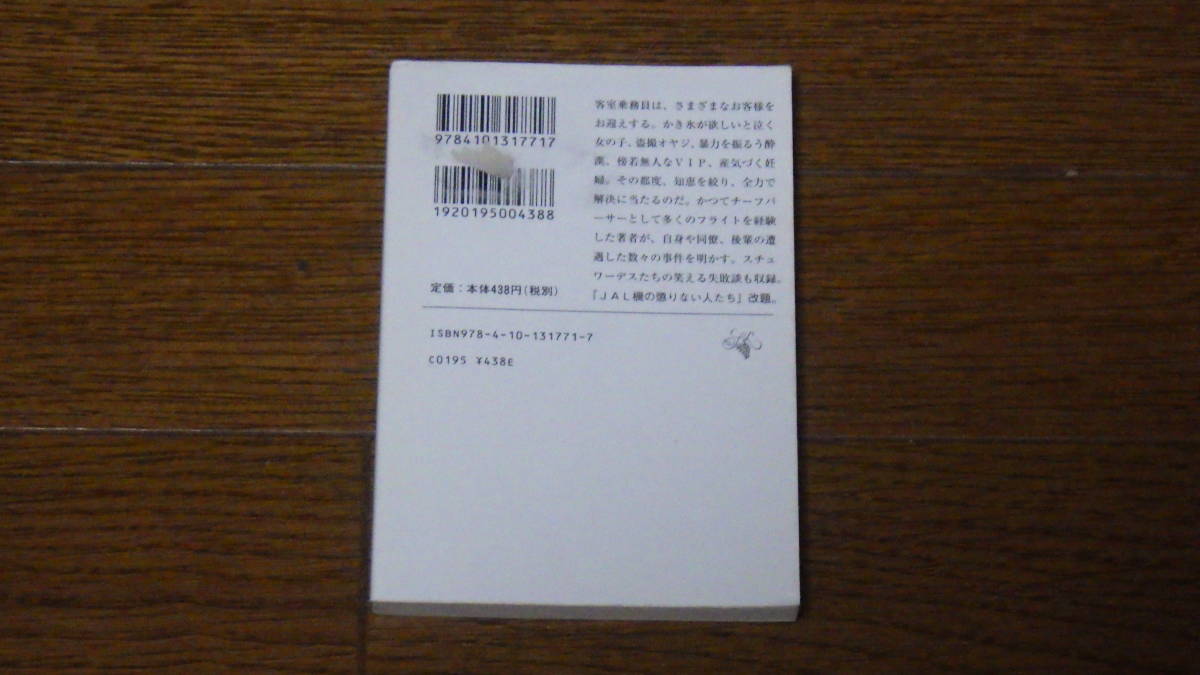 9784101317717
1920195004388
定価：本体438円（税別）
客室乗務員は、さまざまなお客様を
お迎えする。かき氷が欲しいと泣く
女の子、盗撮オヤジ、暴力を振るう酔
漢、傍若無人なＶＩＰ、産気づく妊
婦。その都度、知恵を絞り、全力で
解決に当たるのだ。かつてチーフパ
ーサーとして多くのフライトを経験
した著者が、自身や同僚、後輩の遭
遇した数々の事件を明かす。スチュ
ワーデスたちの笑える失敗談も収録。
『ＪＡＬ機の懲りない人たち』改題。
ISBN978-4-10-131771-7
C0195 ¥438E